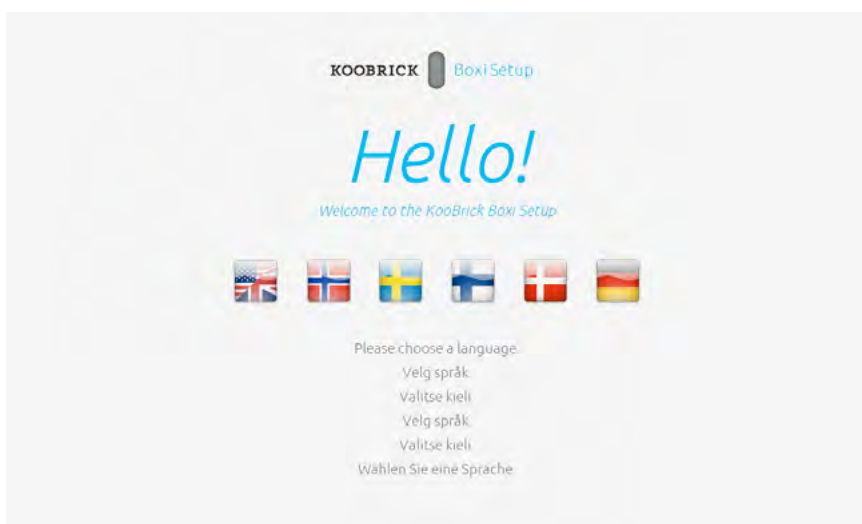 KOOBRICK Boxi Setup
Hello!
Welcome to the KooBrick Boxi Setup
Please choose a language.
Velg språk
Valitse kieli
Velg språk
Valitse kieli
Wählen Sie eine Sprache